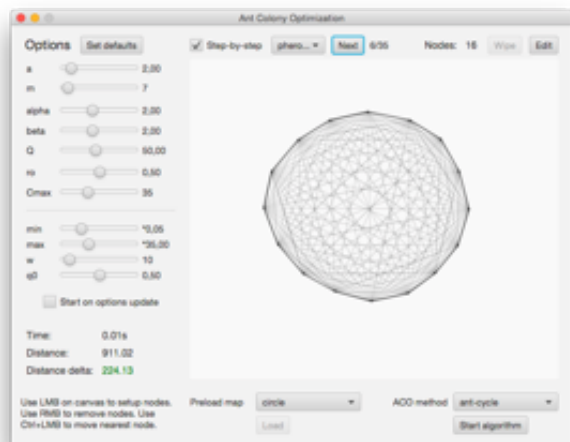 Ant Colony Optimization
Options
Set defaults
Step-by-step
phero...
Next
6/35
Nodes: 16
Wipe
Edit
a 2,00
m 7
alpha 2,00
beta 2,00
Q 50,00
ro 0,50
Cmax 35
min *0,05
max *35,00
w 10
q0 0,50
Start on options update
Time: 0.01s
Distance: 911.02
Distance delta: 224.13
Use LMB on canvas to setup nodes.
Use RMB to remove nodes. Use
Ctrl+LMB to move nearest node.
Preload map
circle
Load
ACO method
ant-cycle
Start algorithm